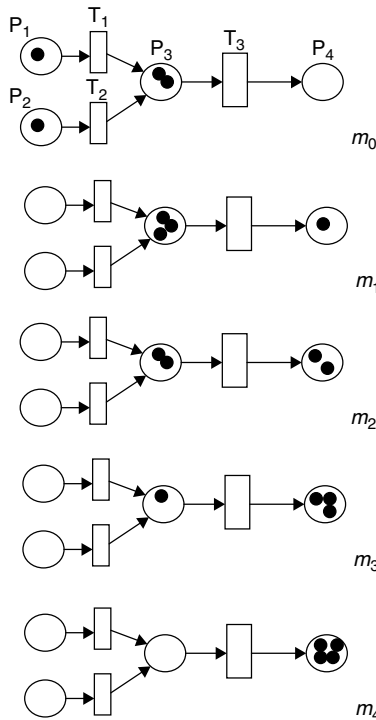 P₁ T₁
P₃ T₃ P₄
P₂ T₂
m₀
m₁
m₂
m₃
m₄